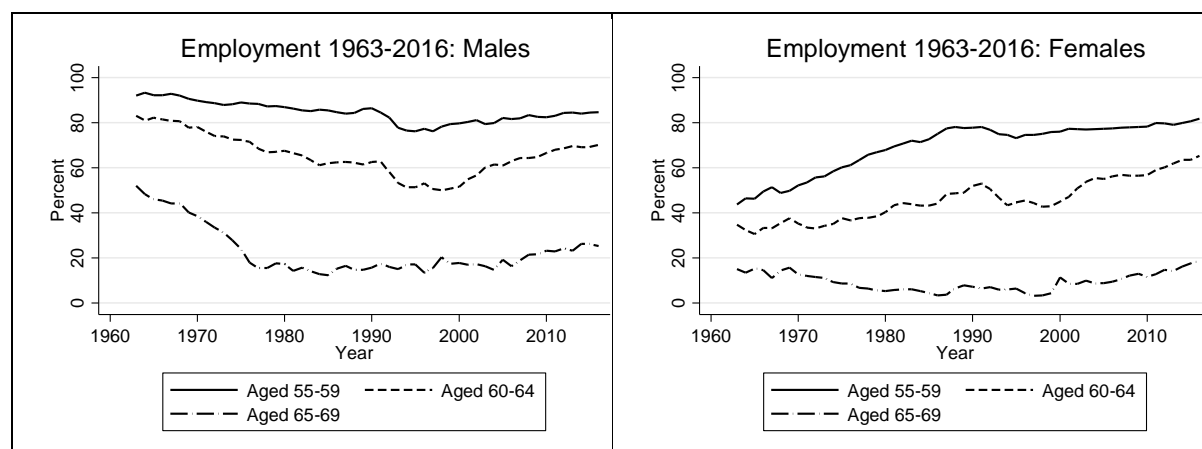 Employment 1963-2016: Males
Percent
100
80
60
40
20
0
1960 1970 1980 1990 2000 2010
Year
Aged 55-59 Aged 60-64
Aged 65-69
Employment 1963-2016: Females
Percent
100
80
60
40
20
0
1960 1970 1980 1990 2000 2010
Year
Aged 55-59 Aged 60-64
Aged 65-69